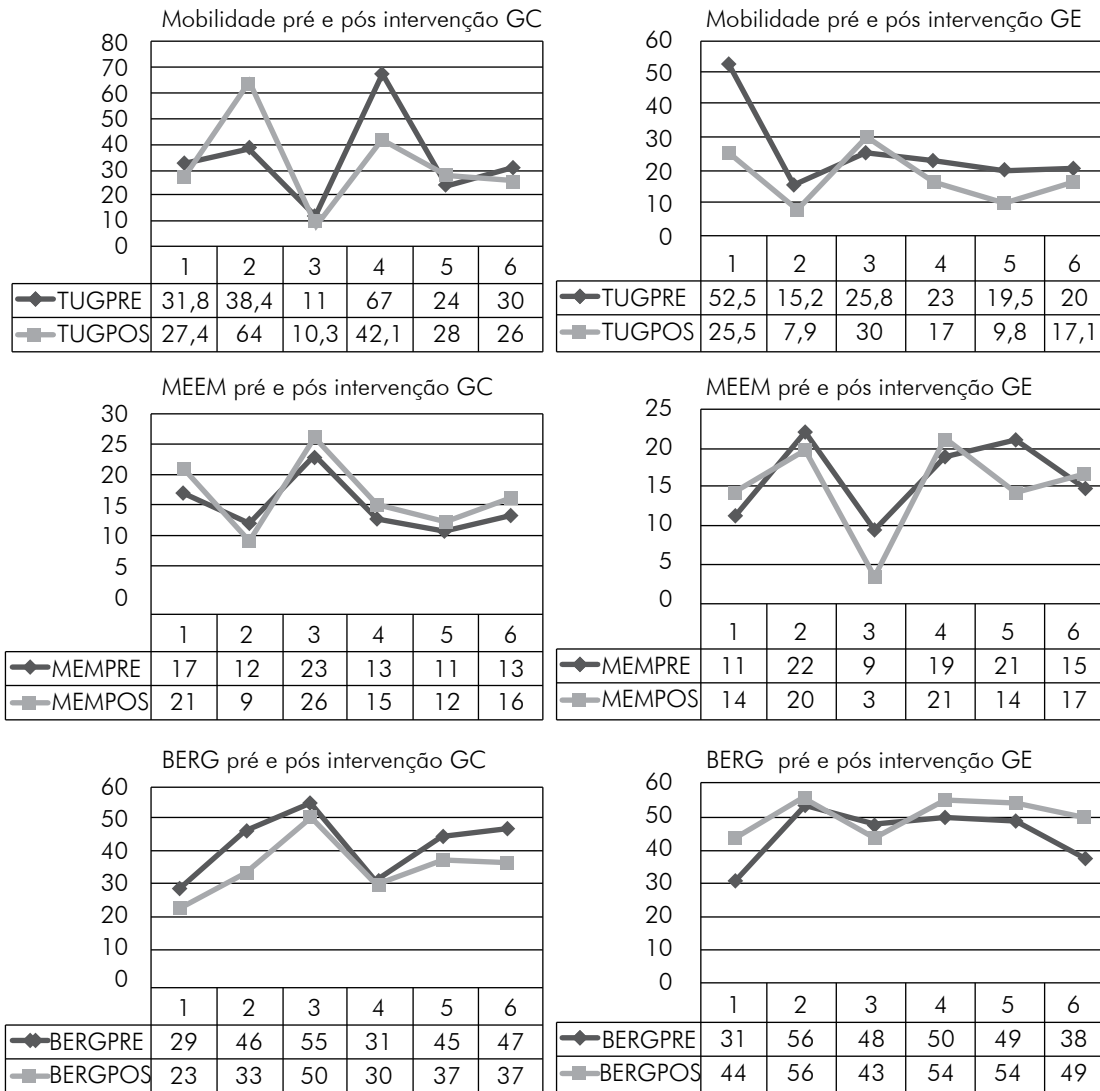 Mobilidade pré e pós intervenção GC
80
70
60
50
40
30
20
10
0
1 2 3 4 5 6
TUGPRE 31,8 38,4 11 67 24 30
TUGPOS 27,4 64 10,3 42,1 28 26
Mobilidade pré e pós intervenção GE
60
50
40
30
20
10
0
1 2 3 4 5 6
TUGPRE 52,5 15,2 25,8 23 19,5 20
TUGPOS 25,5 7,9 30 17 9,8 17,1
MEEM pré e pós intervenção GC
30
25
20
15
10
5
0
1 2 3 4 5 6
MEMPRE 17 12 23 13 11 13
MEMPOS 21 9 26 15 12 16
MEEM pré e pós intervenção GE
25
20
15
10
5
0
1 2 3 4 5 6
MEMPRE 11 22 9 19 21 15
MEMPOS 14 20 3 21 14 17
BERG pré e pós intervenção GC
60
50
40
30
20
10
0
1 2 3 4 5 6
BERGPRE 29 46 55 31 45 47
BERGPOS 23 33 50 30 37 37
BERG pré e pós intervenção GE
60
50
40
30
20
10
0
1 2 3 4 5 6
BERGPRE 31 56 48 50 49 38
BERGPOS 44 56 43 54 54 49